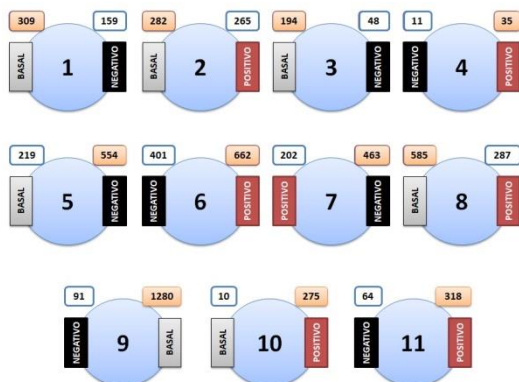 309 159 282 265 194 48 11 35
BASAL 1 NEGATIVO BASAL 2 POSITIVO BASAL 3 NEGATIVO NEGATIVO 4 POSITIVO
219 554 401 662 202 463 585 287
BASAL 5 NEGATIVO NEGATIVO 6 POSITIVO POSITIVO 7 NEGATIVO BASAL 8 POSITIVO
91 1280 10 275 64 318
NEGATIVO 9 BASAL BASAL 10 POSITIVO NEGATIVO 11 POSITIVO